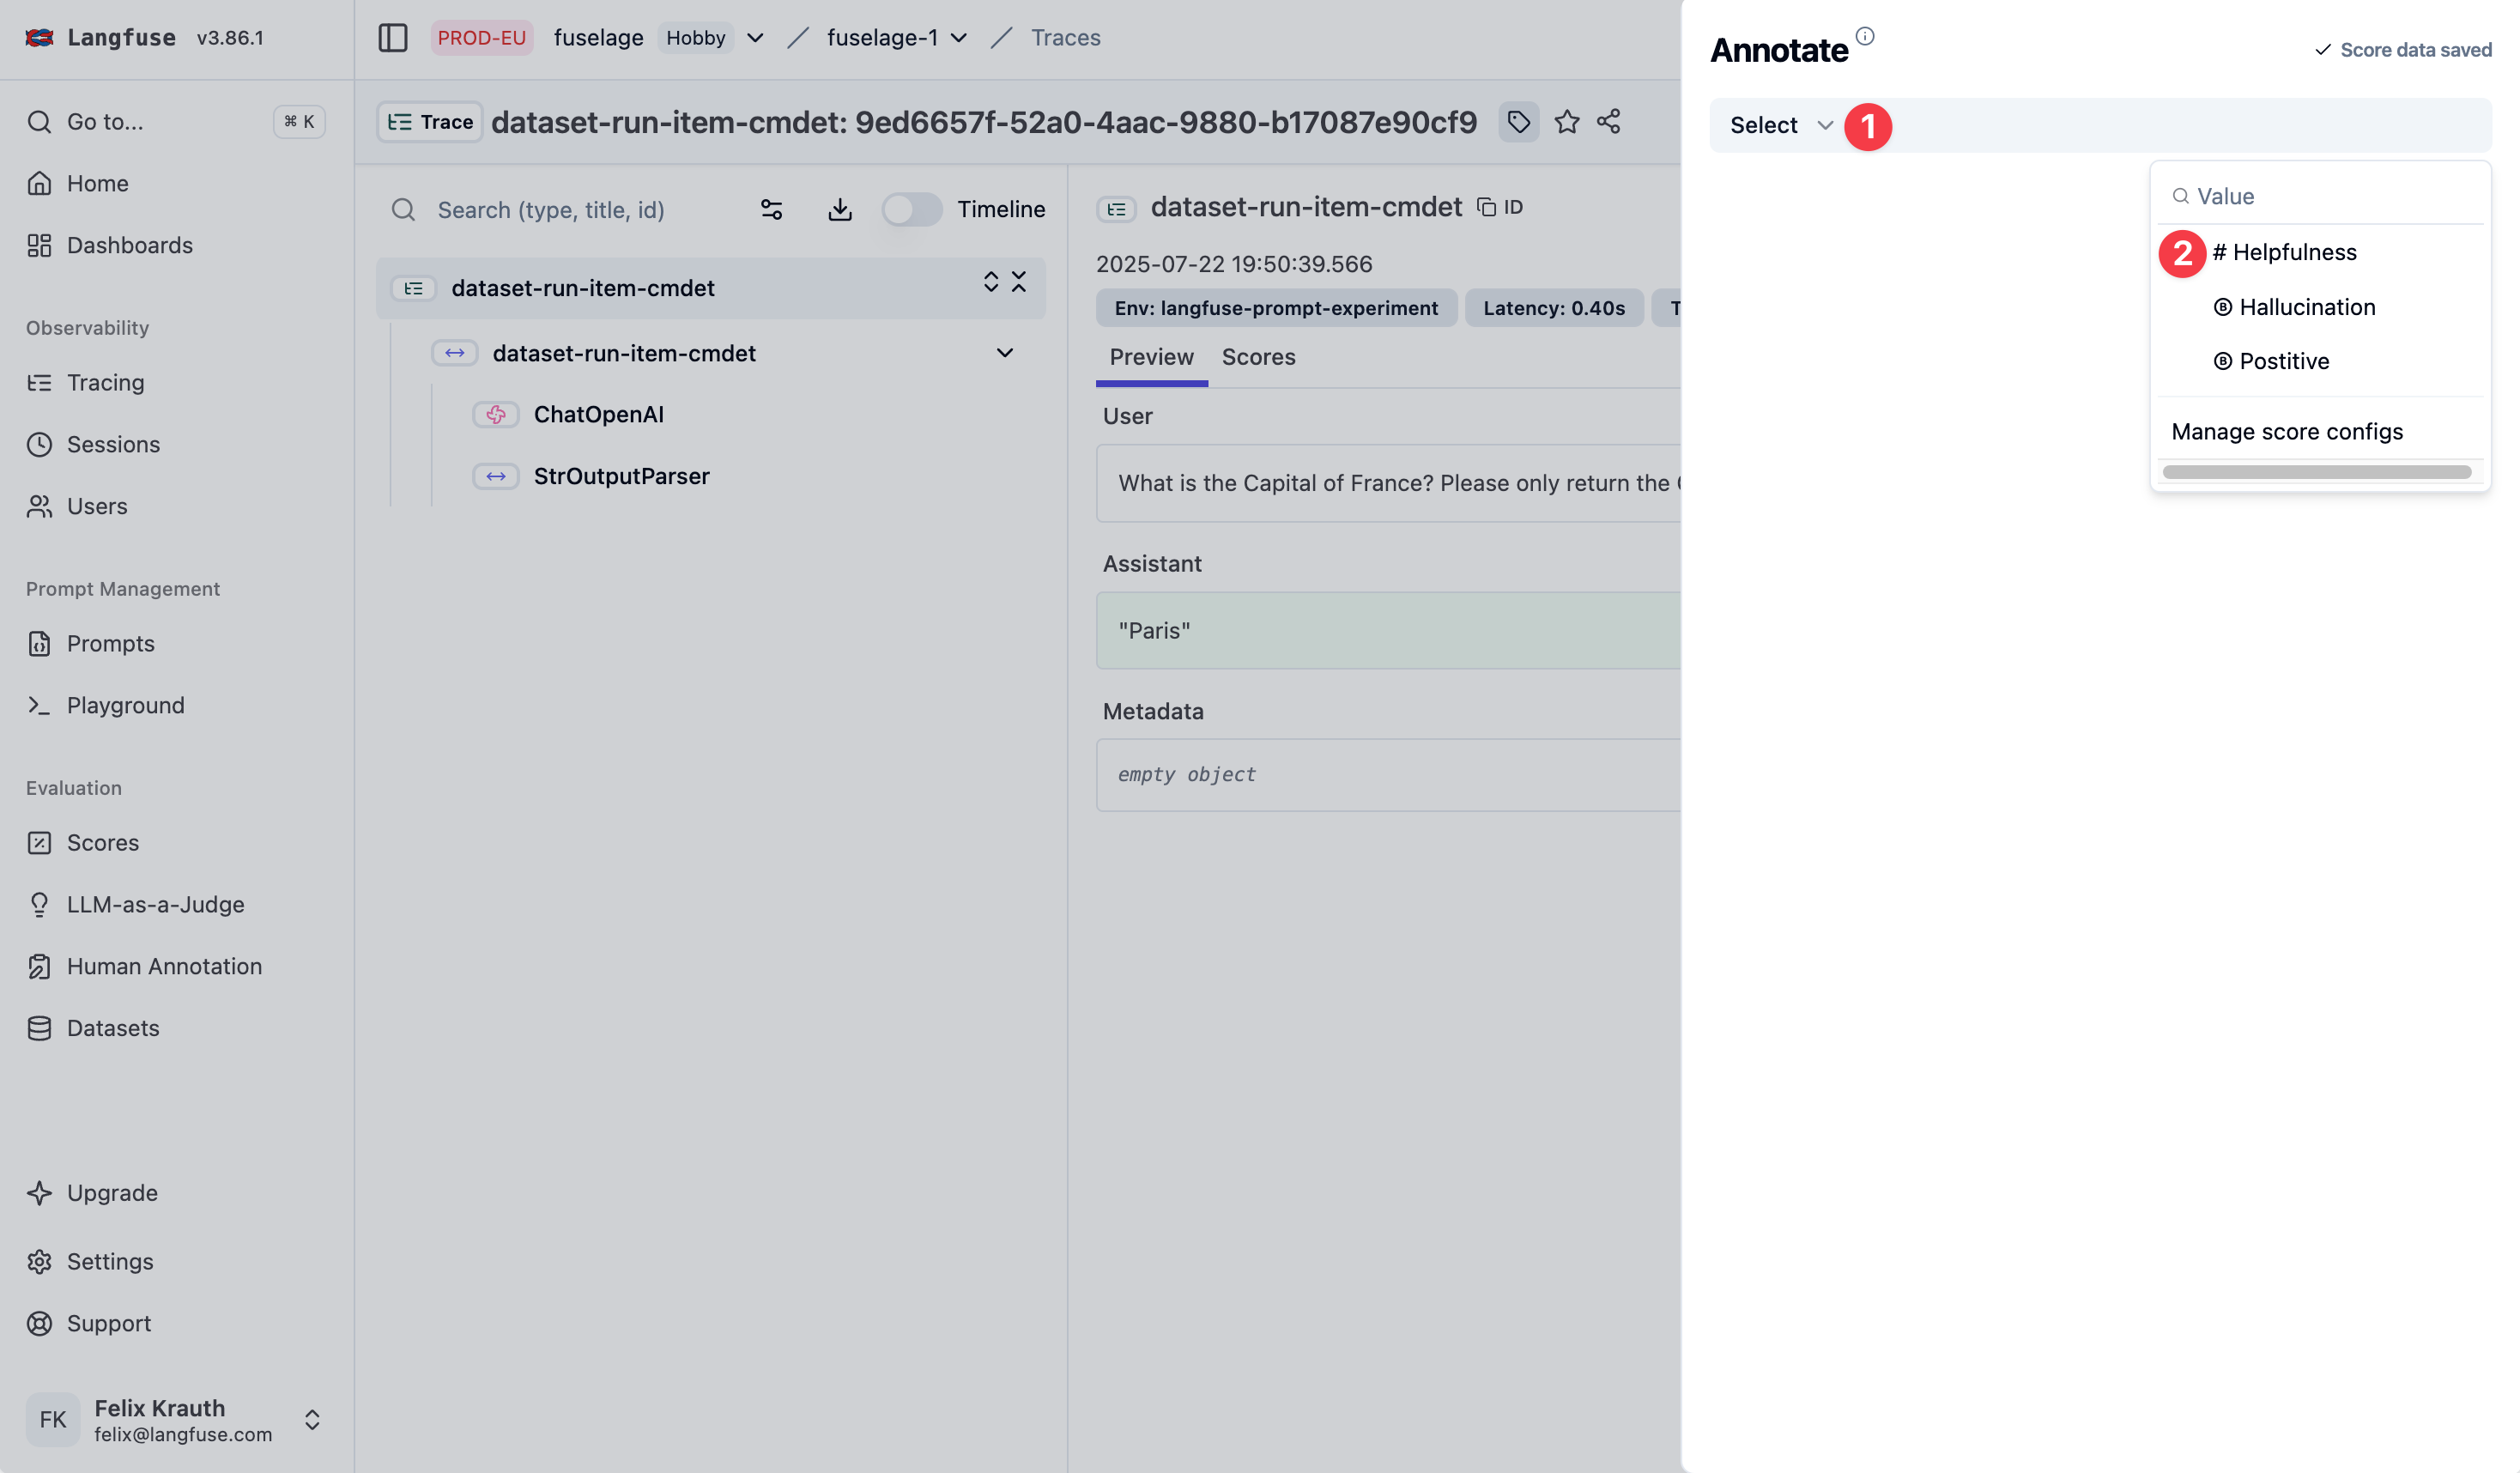 Langfuse v3.86.1
Go to... ⌘ K
Home
Dashboards
Observability
Tracing
Sessions
Users
Prompt Management
Prompts
Playground
Evaluation
Scores
LLM-as-a-Judge
Human Annotation
Datasets
Upgrade
Settings
Support
FK
Felix Krauth
felix@langfuse.com
PROD-EU fuselage Hobby / fuselage-1 / Traces
Trace dataset-run-item-cmdet: 9ed6657f-52a0-4aac-9880-b17087e90cf9
Search (type, title, id) Timeline
dataset-run-item-cmdet
dataset-run-item-cmdet
ChatOpenAI
StrOutputParser
dataset-run-item-cmdet ID
2025-07-22 19:50:39.566
Env: langfuse-prompt-experiment Latency: 0.40s
Preview Scores
User
What is the Capital of France? Please only return the
Assistant
"Paris"
Metadata
empty object
Annotate
Score data saved
Select 1
Value
2 # Helpfulness
Ⓑ Hallucination
Ⓑ Postitive
Manage score configs